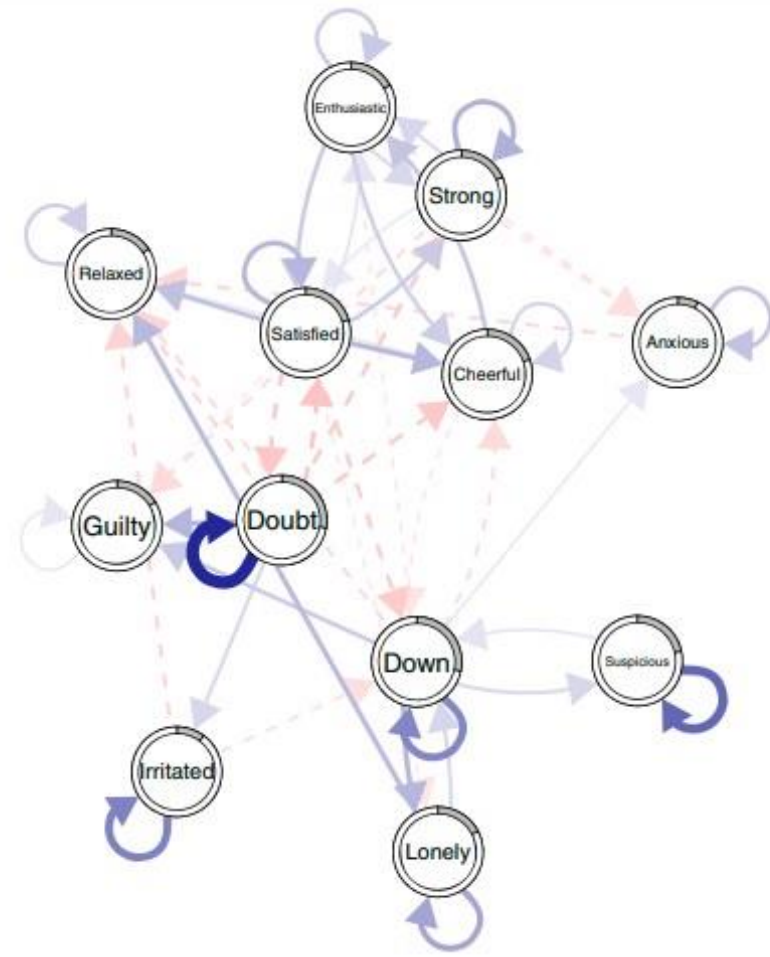 Enthusiastic
Strong
Relaxed
Satisfied
Anxious
Cheerful
Guilty
Doubt.
Down
Suspicious
Irritated
Lonely